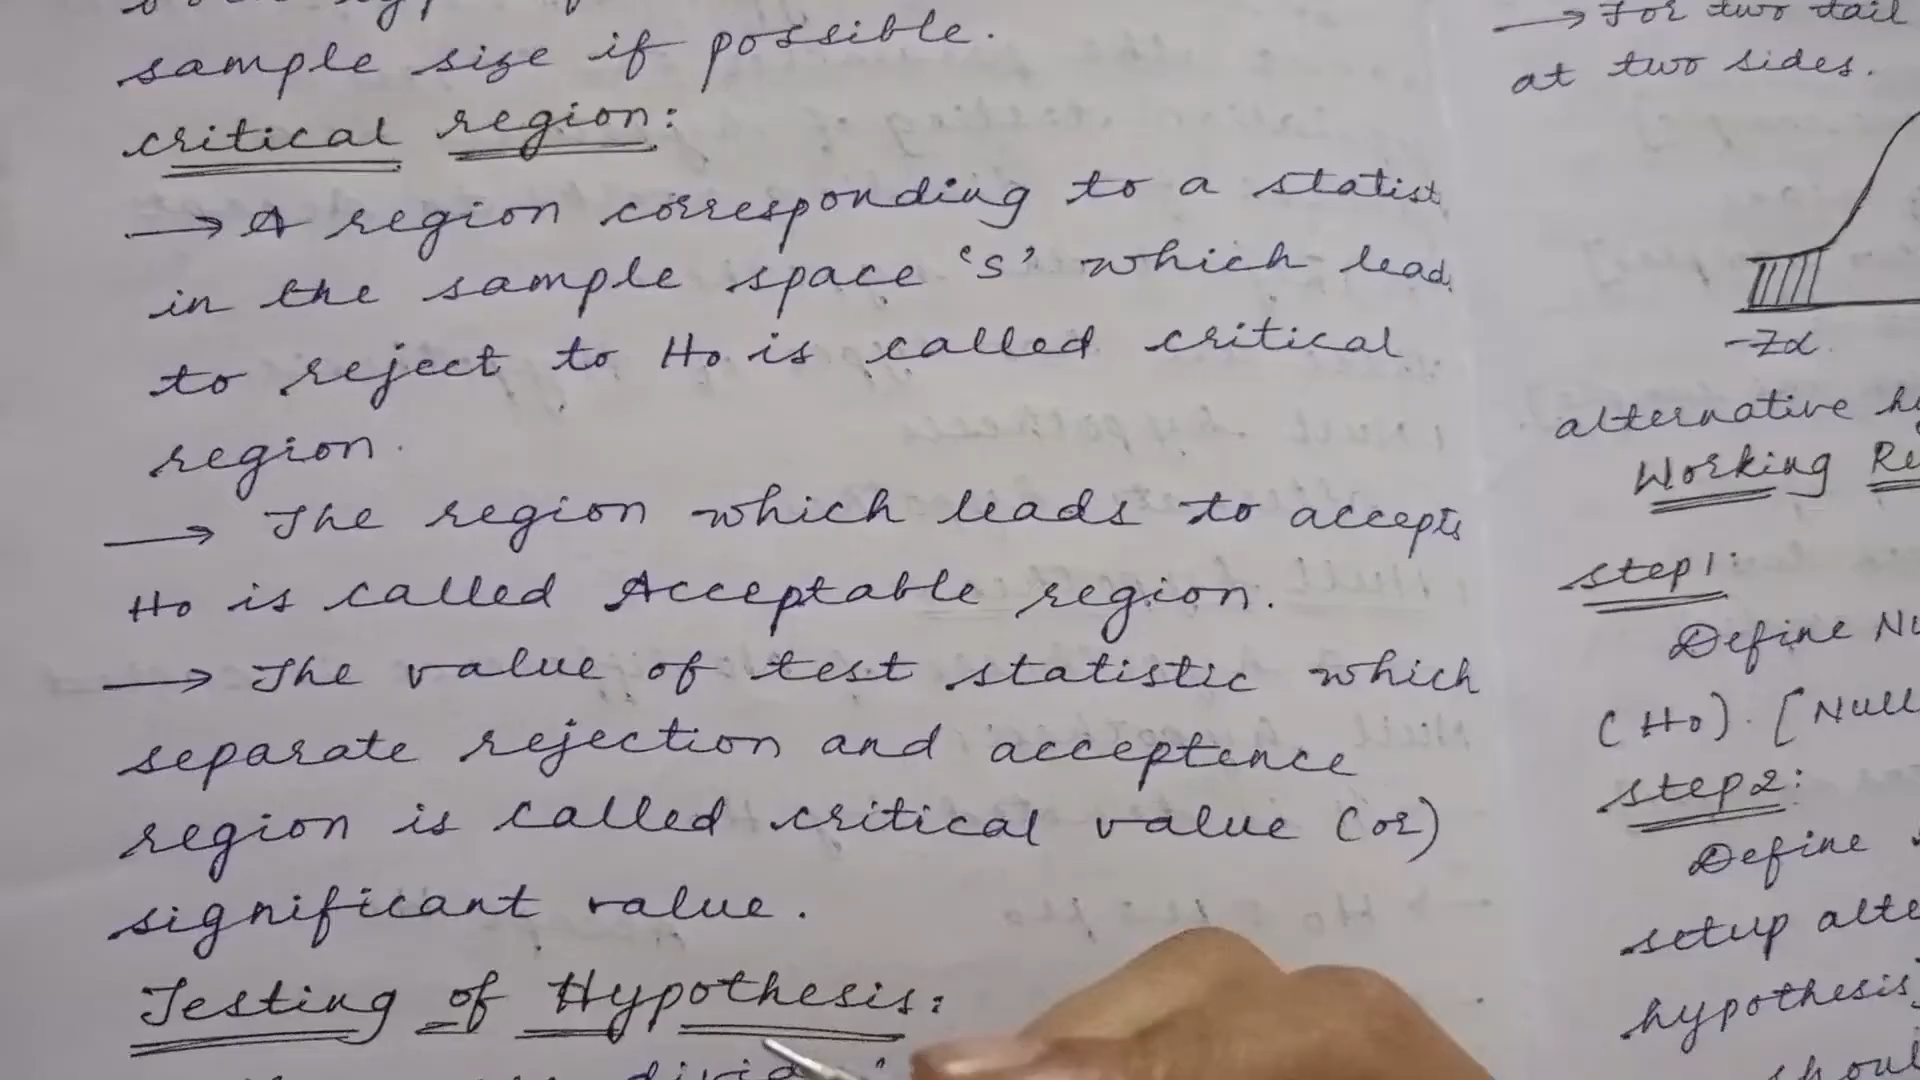 sample size if possible.
critical region:
→ A region corresponding to a statist
in the sample space 's' which lead
to reject to Ho is called critical
region.
→ The region which leads to accepts
Ho is called Acceptable region.
→ The value of test statistic which
separate rejection and acceptence
region is called critical value (or)
significant value.
Testing of Hypothesis:
→ For two tail
at two sides.
-Zα
alternative
Working
step1:
Define
(Ho). [Null
step2:
Define
setup
hypothesis